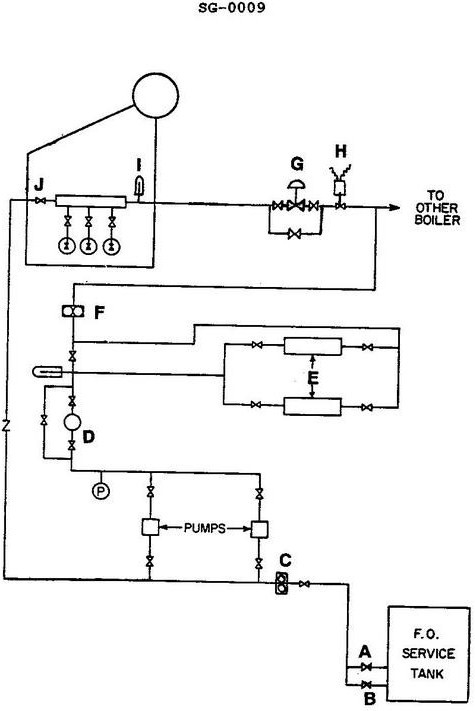 SG-0009
I
J
G
H
TO
OTHER
BOILER
F
E
D
P
PUMPS
C
F.O.
SERVICE
TANK
A
B